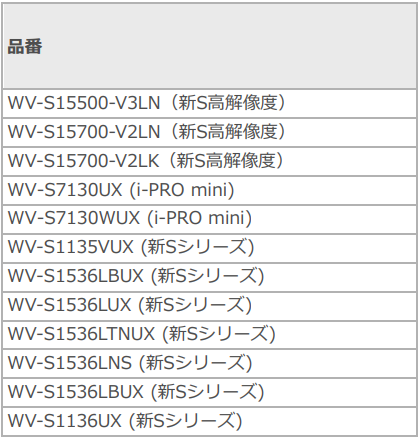 品番
WV-S15500-V3LN（新S高解像度）
WV-S15700-V2LN（新S高解像度）
WV-S15700-V2LK（新S高解像度）
WV-S7130UX (i-PRO mini)
WV-S7130WUX (i-PRO mini)
WV-S1135VUX (新Sシリーズ)
WV-S1536LBUX (新Sシリーズ)
WV-S1536LUX (新Sシリーズ)
WV-S1536LTNUX (新Sシリーズ)
WV-S1536LNS (新Sシリーズ)
WV-S1536LBUX (新Sシリーズ)
WV-S1136UX (新Sシリーズ)